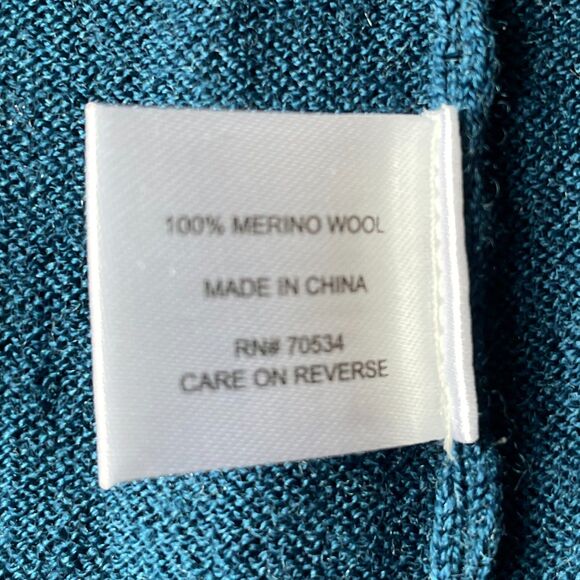 100% MERINO WOOL
MADE IN CHINA
RN# 70534
CARE ON REVERSE